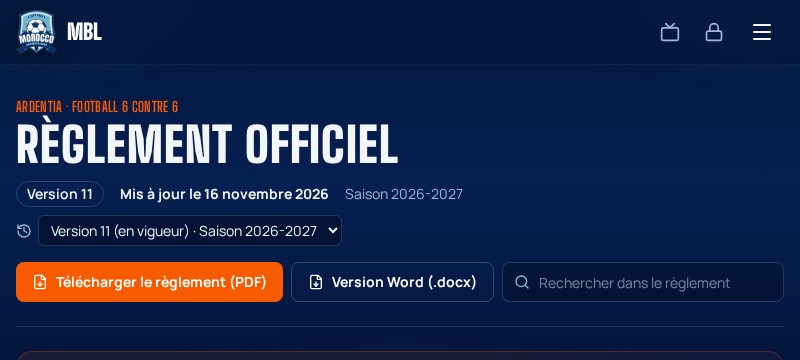 MOROCCO
MBL
ARDENTIA · FOOTBALL 6 CONTRE 6
RÈGLEMENT OFFICIEL
Version 11 Mis à jour le 16 novembre 2026 Saison 2026-2027
Version 11 (en vigueur) · Saison 2026-2027
Télécharger le règlement (PDF) Version Word (.docx) Rechercher dans le règlement